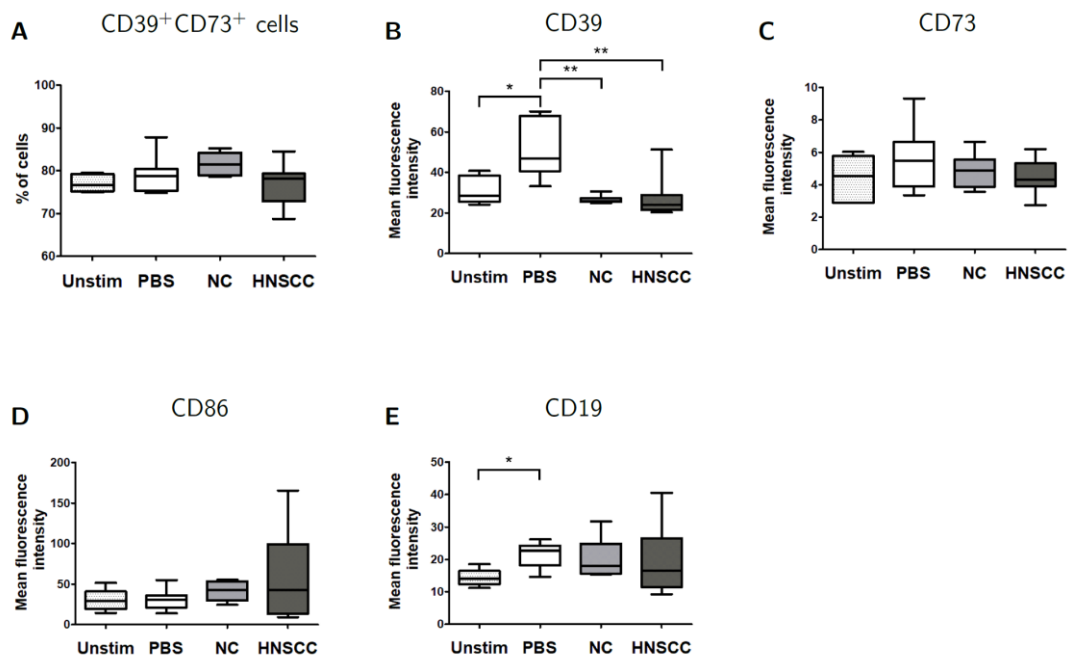 A
CD39⁺CD73⁺ cells
% of cells
100
90
80
70
60
Unstim PBS NC HNSCC
B
CD39
Mean fluorescence
intensity
80
60
40
20
0
*
**
**
Unstim PBS NC HNSCC
C
CD73
Mean fluorescence
intensity
10
8
6
4
2
0
Unstim PBS NC HNSCC
D
CD86
Mean fluorescence
intensity
200
150
100
50
0
Unstim PBS NC HNSCC
E
CD19
Mean fluorescence
intensity
50
40
30
20
10
0
*
Unstim PBS NC HNSCC